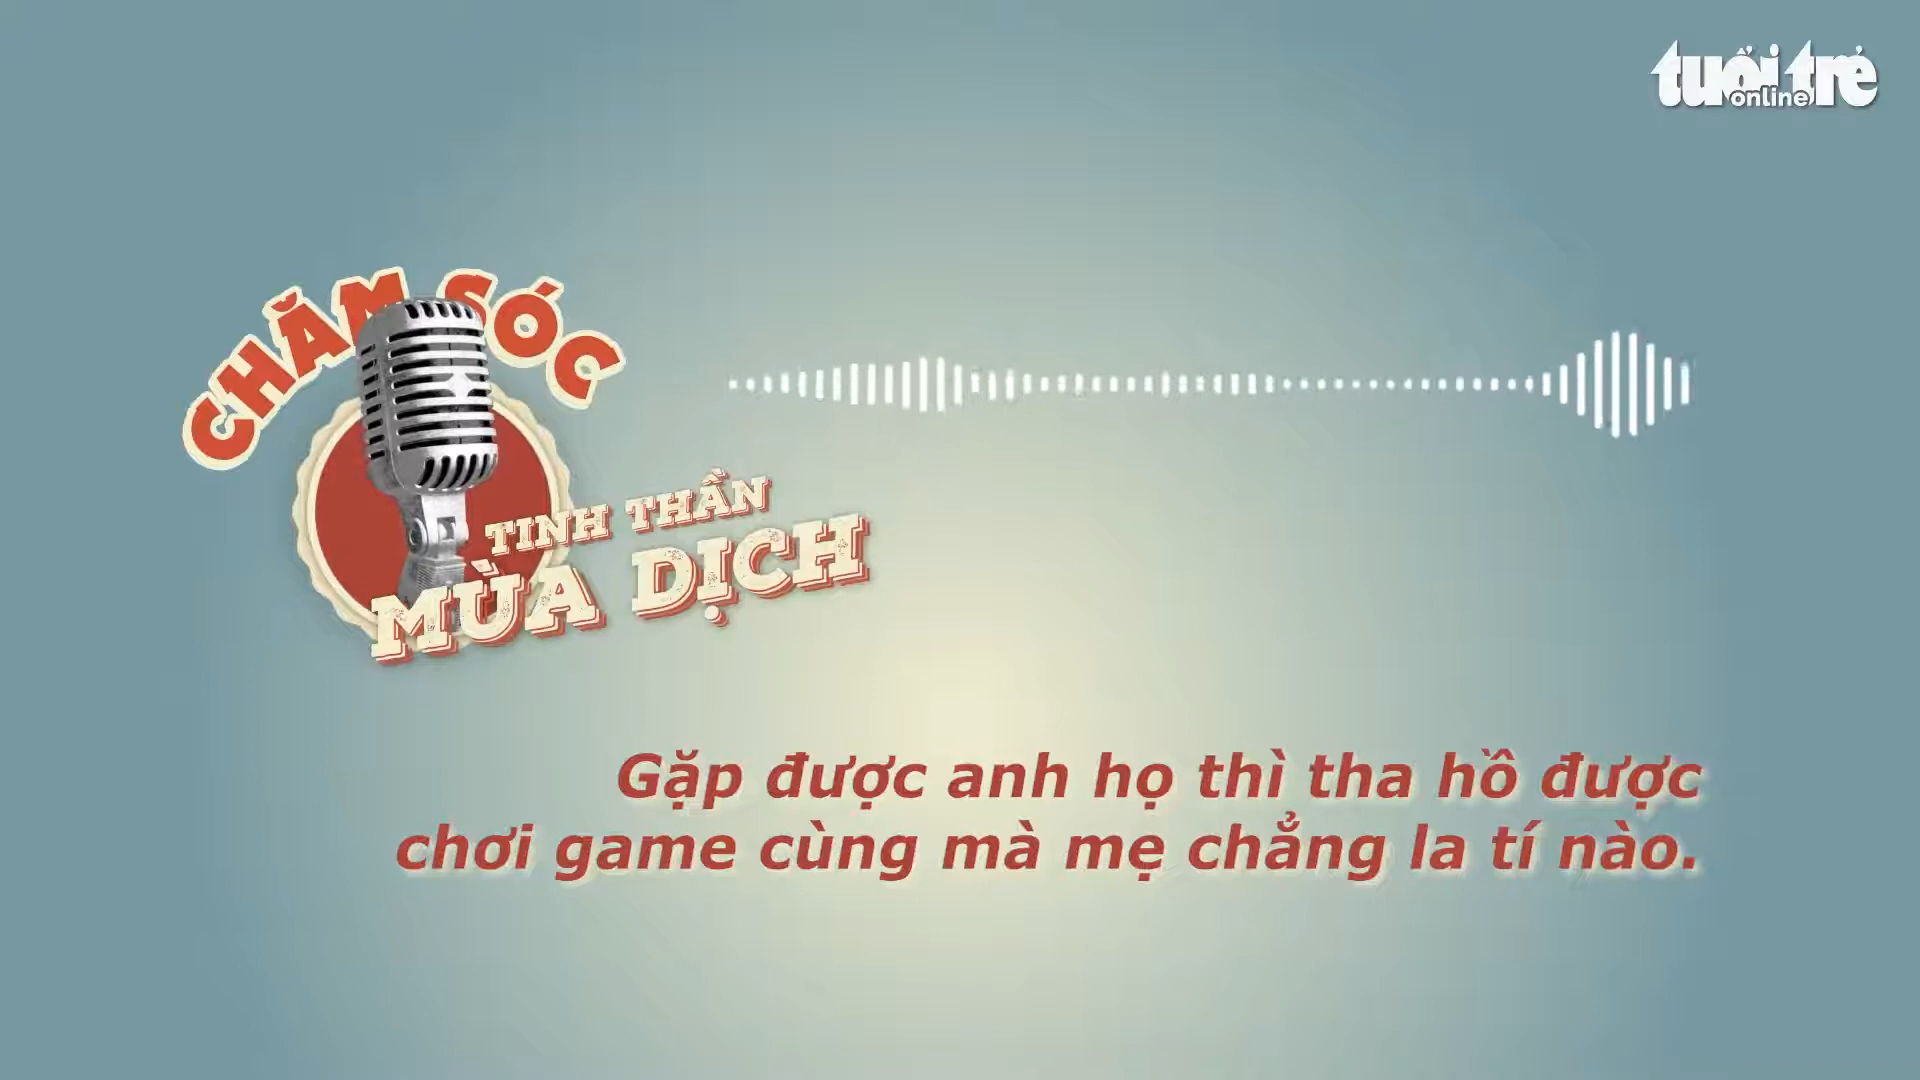 tuổi trẻ
online
CHĂM SÓC
TINH THẦN
MÙA DỊCH
Gặp được anh họ thì tha hồ được
chơi game cùng mà mẹ chẳng la tí nào.